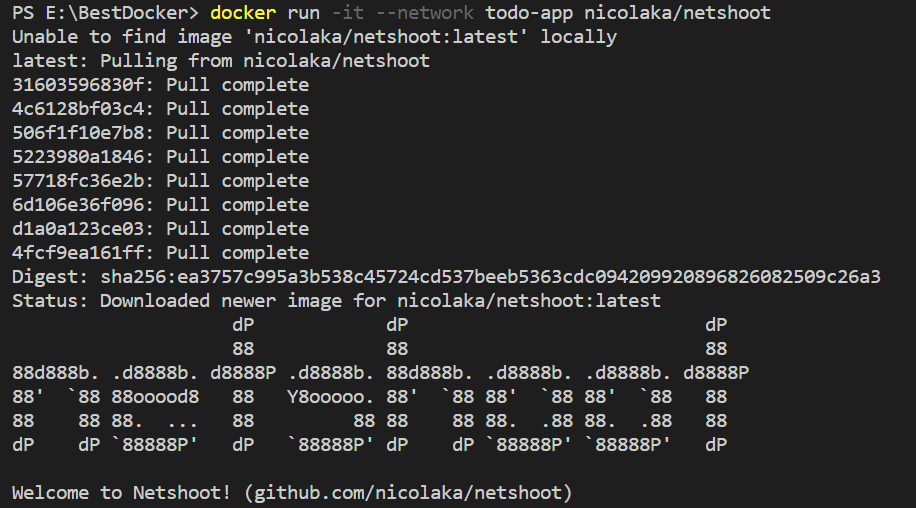 PS E:\BestDocker> docker run -it --network todo-app nicolaka/netshoot
Unable to find image 'nicolaka/netshoot:latest' locally
latest: Pulling from nicolaka/netshoot
31603596830f: Pull complete
4c6128bf03c4: Pull complete
506f1f10e7b8: Pull complete
5223980a1846: Pull complete
57718fc36e2b: Pull complete
6d106e36f096: Pull complete
d1a0a123ce03: Pull complete
4fcf9ea161ff: Pull complete
Digest: sha256:ea3757c995a3b538c45724cd537beeb5363cdc094209920896826082509c26a3
Status: Downloaded newer image for nicolaka/netshoot:latest
                    dP            dP                           dP
                    88            88                           88
88d888b. .d8888b. d8888P .d8888b. 88d888b. .d8888b. .d8888b. d8888P
88'  `88 88ooood8   88   Y8ooooo. 88'  `88 88'  `88 88'  `88   88
88    88 88.  ...   88         88 88    88 88.  .88 88.  .88   88
dP    dP `88888P'   dP   `88888P' dP    dP `88888P' `88888P'   dP

Welcome to Netshoot! (github.com/nicolaka/netshoot)